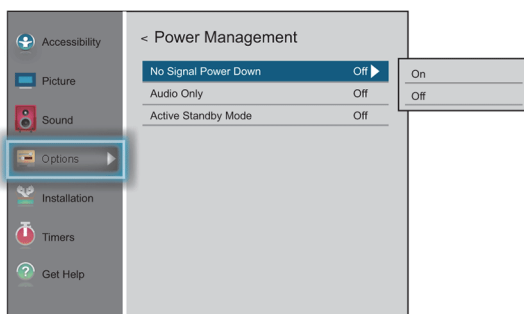 Accessibility
Picture
Sound
Options
Installation
Timers
Get Help
< Power Management
No Signal Power Down Off
Audio Only Off
Active Standby Mode Off
On
Off